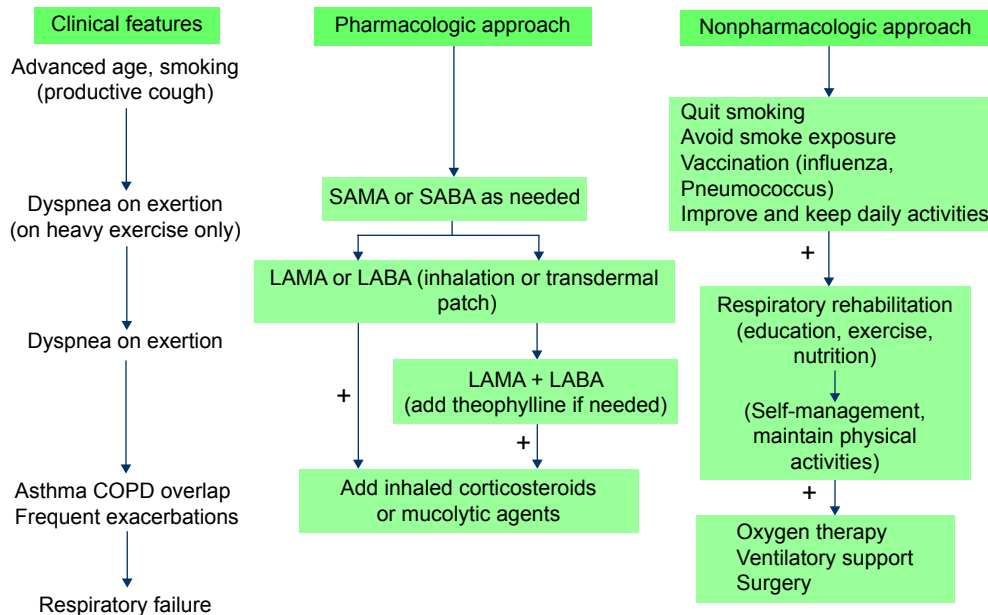 Clinical features
Advanced age, smoking
(productive cough)
Dyspnea on exertion
(on heavy exercise only)
Dyspnea on exertion
Asthma COPD overlap
Frequent exacerbations
Respiratory failure
Pharmacologic approach
SAMA or SABA as needed
LAMA or LABA (inhalation or transdermal
patch)
+
LAMA + LABA
(add theophylline if needed)
+
Add inhaled corticosteroids
or mucolytic agents
Nonpharmacologic approach
Quit smoking
Avoid smoke exposure
Vaccination (influenza,
Pneumococcus)
Improve and keep daily activities
+
Respiratory rehabilitation
(education, exercise,
nutrition)
(Self-management,
maintain physical
activities)
+
Oxygen therapy
Ventilatory support
Surgery